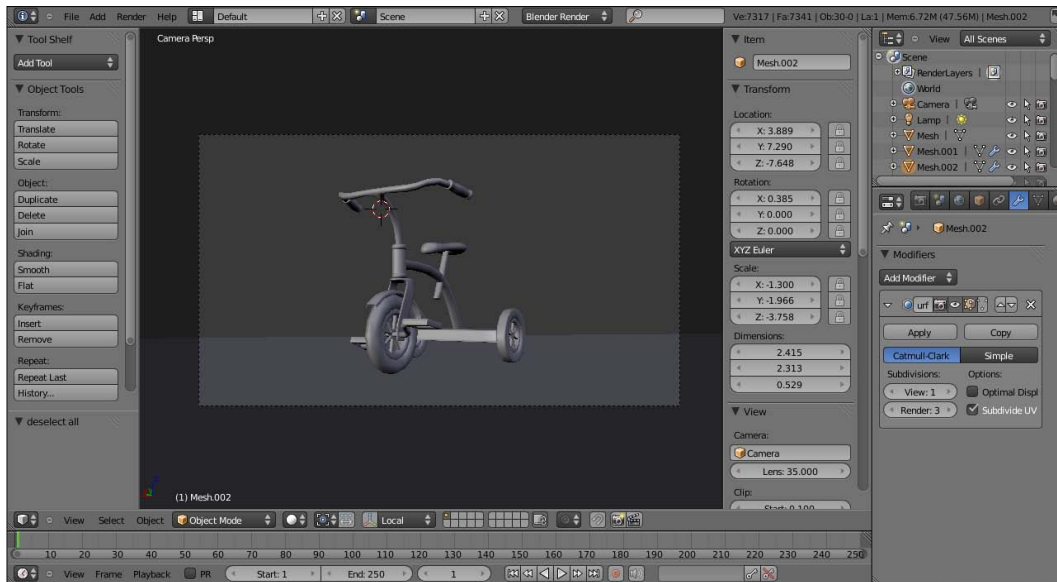 File Add Render Help Default Scene Blender Render Ve:7317 | Fa:7341 | Ob:30-0 | La:1 | Mem:6.72M (47.56M) | Mesh.002
Tool Shelf
Add Tool
Object Tools
Transform:
Translate
Rotate
Scale
Object:
Duplicate
Delete
Join
Shading:
Smooth
Flat
Keyframes:
Insert
Remove
Repeat:
Repeat Last
History...
deselect all
Camera Persp
(1) Mesh.002
Item
Mesh.002
Transform
Location:
X: 3.889
Y: 7.290
Z: -7.648
Rotation:
X: 0.385
Y: 0.000
Z: 0.000
XYZ Euler
Scale:
X: -1.300
Y: -1.966
Z: -3.758
Dimensions:
2.415
2.313
0.529
View
Camera:
Camera
Lens: 35.000
Clip:
Start: 0.100
View All Scenes
Scene
RenderLayers |
World
Camera |
Lamp |
Mesh |
Mesh.001 |
Mesh.002 |
Mesh.002
Modifiers
Add Modifier
urf
Apply Copy
Catmull-Clark Simple
Subdivisions: Options:
View: 1 Optimal Displ
Render: 3 Subdivide UV
View Select Object Object Mode Local
10 20 30 40 50 60 70 80 90 100 110 120 130 140 150 160 170 180 190 200 210 220 230 240 250
View Frame Playback PR Start: 1 End: 250 1